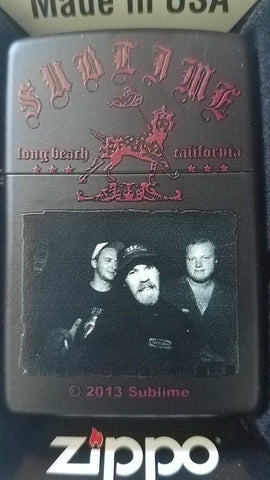 Made in USA
SUBLIME
long beach california
© 2013 Sublime
zippo